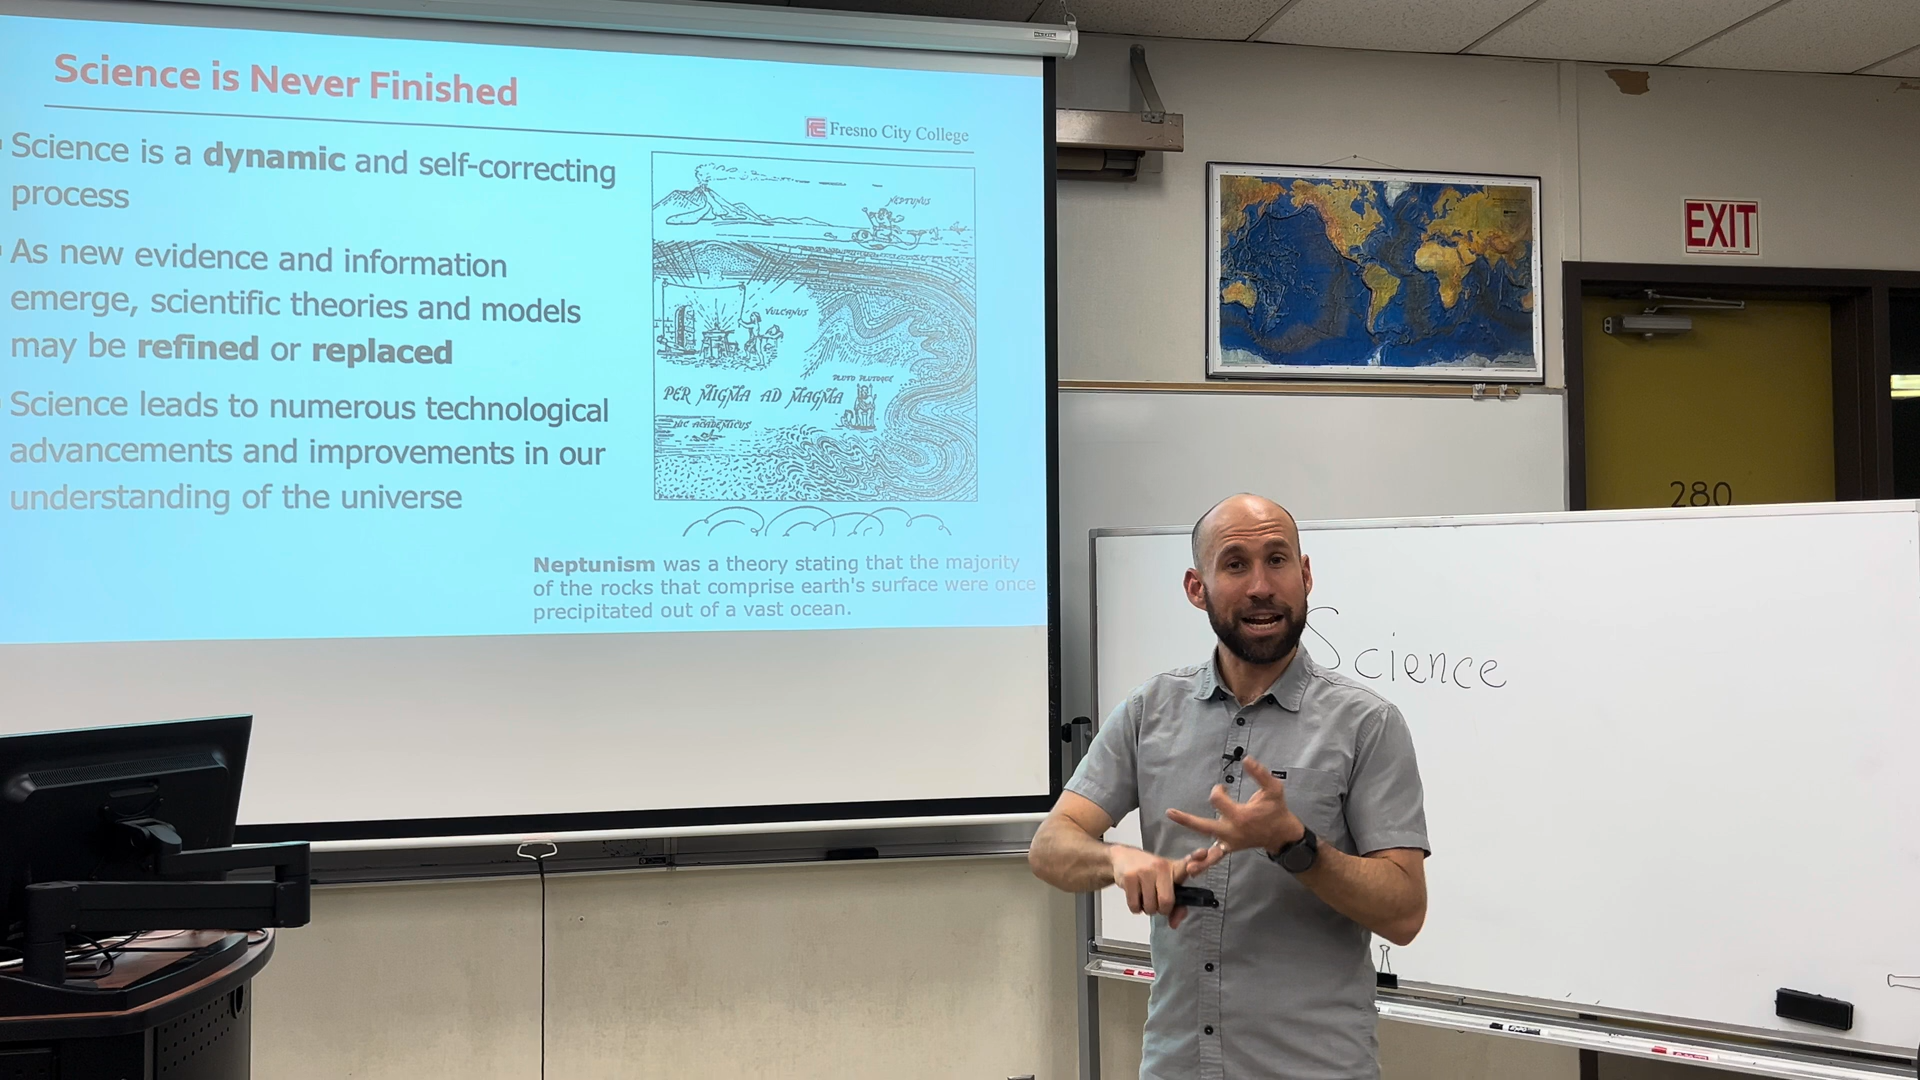 Science is Never Finished
Fresno City College
Science is a dynamic and self-correcting
process
As new evidence and information
emerge, scientific theories and models
may be refined or replaced
Science leads to numerous technological
advancements and improvements in our
understanding of the universe
NEPTUNUS
VULCANUS
PLUTO PLUTOQUE
PER MIGMA AD MAGMA
HIC ACADEMICUS
Neptunism was a theory stating that the majority
of the rocks that comprise earth's surface were once
precipitated out of a vast ocean.
EXIT
280
Science